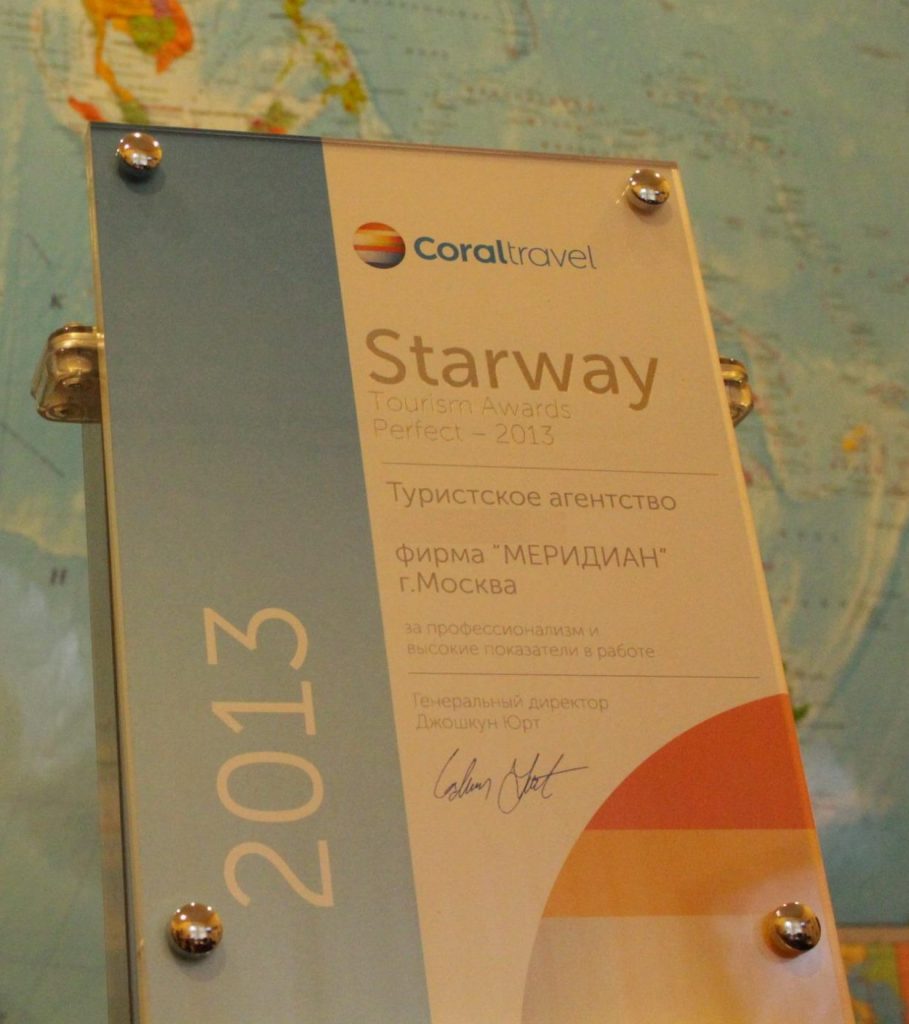 Coraltravel
Starway
Tourism Awards
Perfect – 2013
Туристское агентство
фирма "МЕРИДИАН"
г.Москва
за профессионализм и
высокие показатели в работе
Генеральный директор
Джошкун Юрт
2013